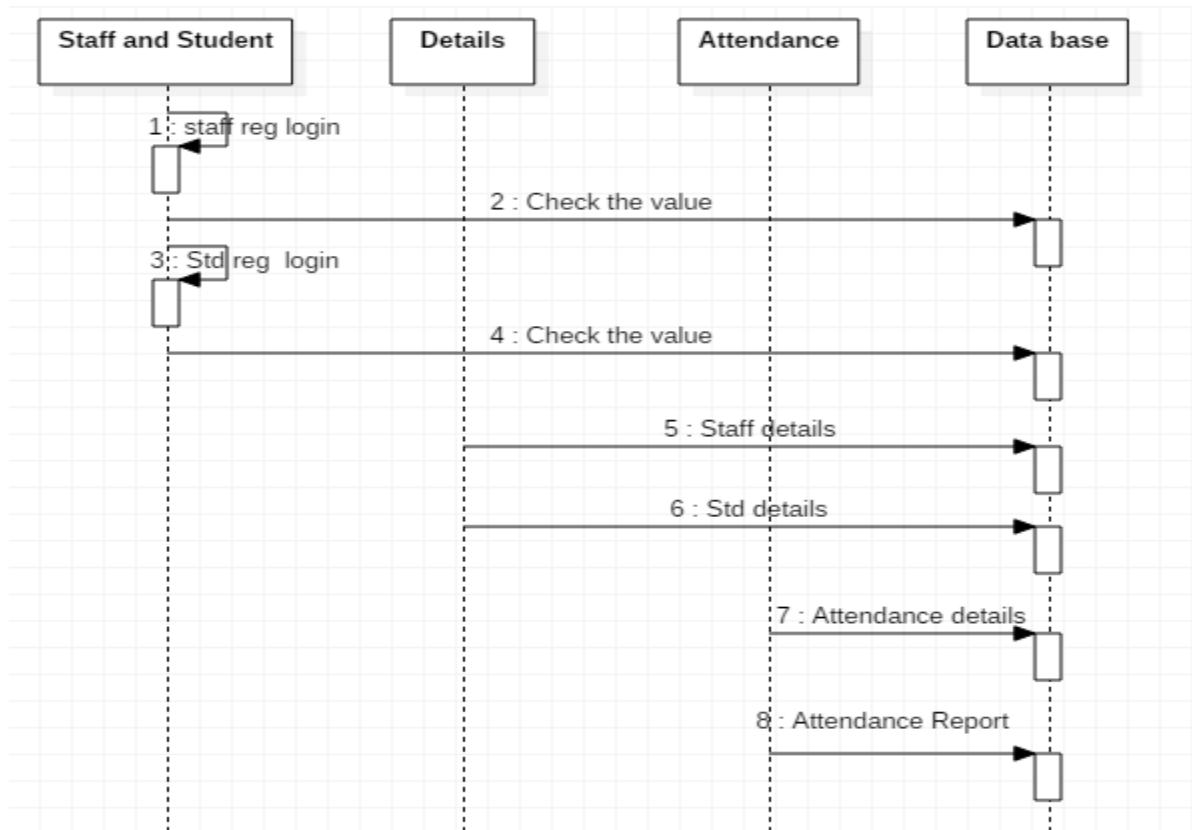 Staff and Student
Details
Attendance
Data base
1 : staff reg login
2 : Check the value
3 : Std reg  login
4 : Check the value
5 : Staff details
6 : Std details
7 : Attendance details
8 : Attendance Report